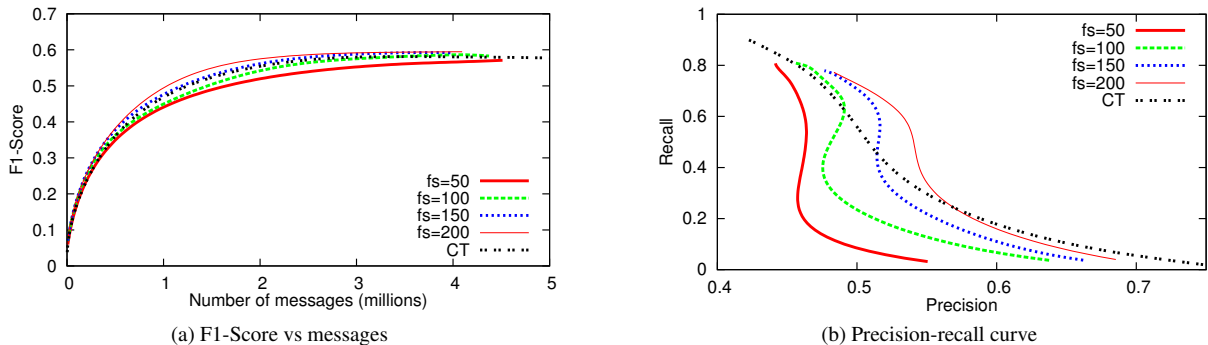 0.7
0.6
0.5
0.4
0.3
0.2
0.1
0
F1-Score
fs=50
fs=100
fs=150
fs=200
CT
0 1 2 3 4 5
Number of messages (millions)
(a) F1-Score vs messages
1
0.8
0.6
0.4
0.2
0
Recall
fs=50
fs=100
fs=150
fs=200
CT
0.4 0.5 0.6 0.7
Precision
(b) Precision-recall curve